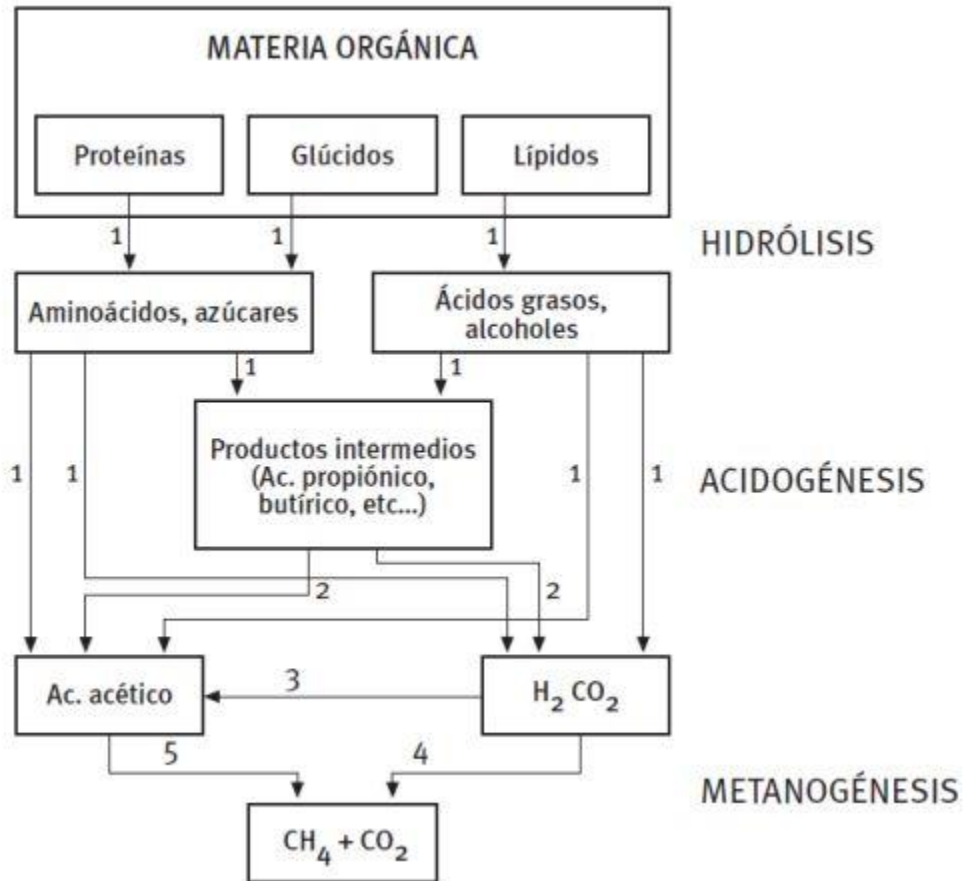 MATERIA ORGÁNICA
Proteínas
Glúcidos
Lípidos
1
1
1
HIDRÓLISIS
Aminoácidos, azúcares
Ácidos grasos,
alcoholes
1
1
Productos intermedios
(Ac. propiónico,
butírico, etc...)
1
1
1
1
ACIDOGÉNESIS
2
2
Ac. acético
3
H₂ CO₂
5
4
METANOGÉNESIS
CH₄ + CO₂